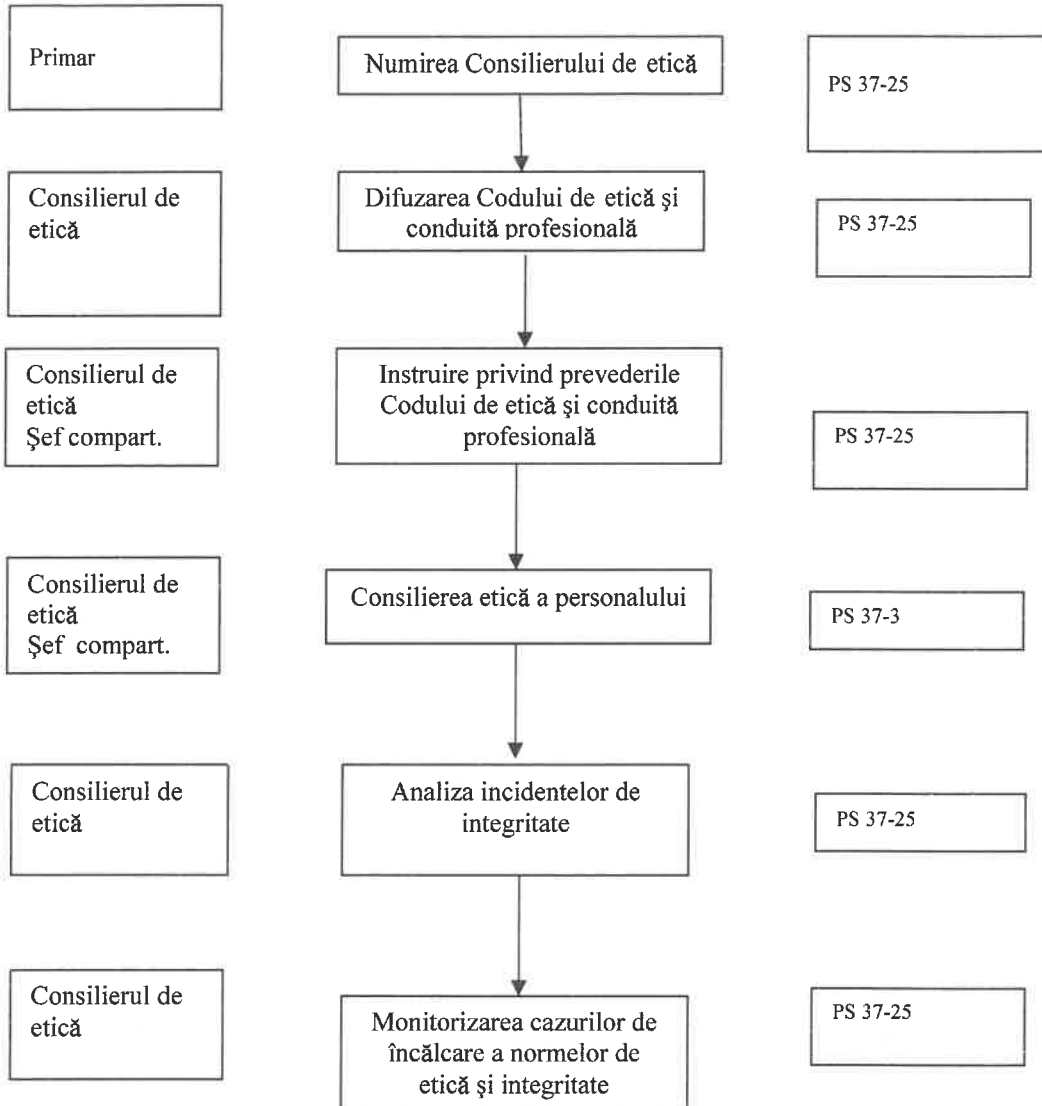 Primar
Numirea Consilierului de etică
PS 37-25
Consilierul de
etică
Difuzarea Codului de etică şi
conduită profesională
PS 37-25
Consilierul de
etică
Şef compart.
Instruire privind prevederile
Codului de etică şi conduită
profesională
PS 37-25
Consilierul de
etică
Şef compart.
Consilierea etică a personalului
PS 37-3
Consilierul de
etică
Analiza incidentelor de
integritate
PS 37-25
Consilierul de
etică
Monitorizarea cazurilor de
încălcare a normelor de
etică şi integritate
PS 37-25